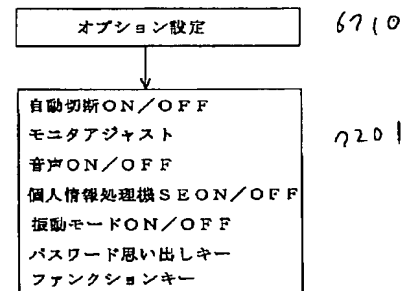 オプション設定 6710
自動切断ON／OFF
モニタアジャスト 7201
音声ON／OFF
個人情報処理機SEON／OFF
振動モードON／OFF
パスワード思い出しキー
ファンクションキー